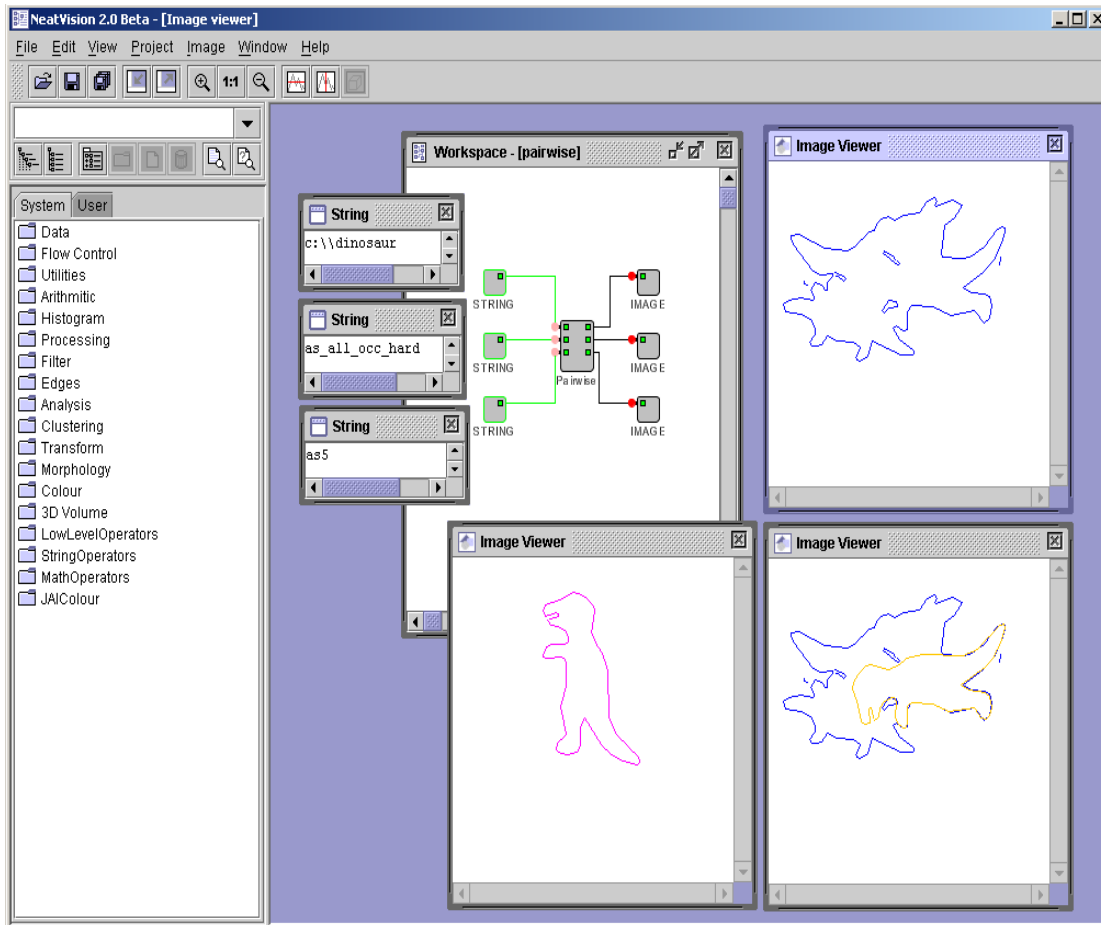 NeatVision 2.0 Beta - [Image viewer]
File Edit View Project Image Window Help
1:1
System User
Data
Flow Control
Utilities
Arithmitic
Histogram
Processing
Filter
Edges
Analysis
Clustering
Transform
Morphology
Colour
3D Volume
LowLevelOperators
StringOperators
MathOperators
JAIColour
String
c:\\dinosaur
String
as_all_occ_hard
String
as5
Workspace - [pairwise]
STRING
IMAGE
STRING
Pairwise
IMAGE
STRING
IMAGE
Image Viewer
Image Viewer
Image Viewer